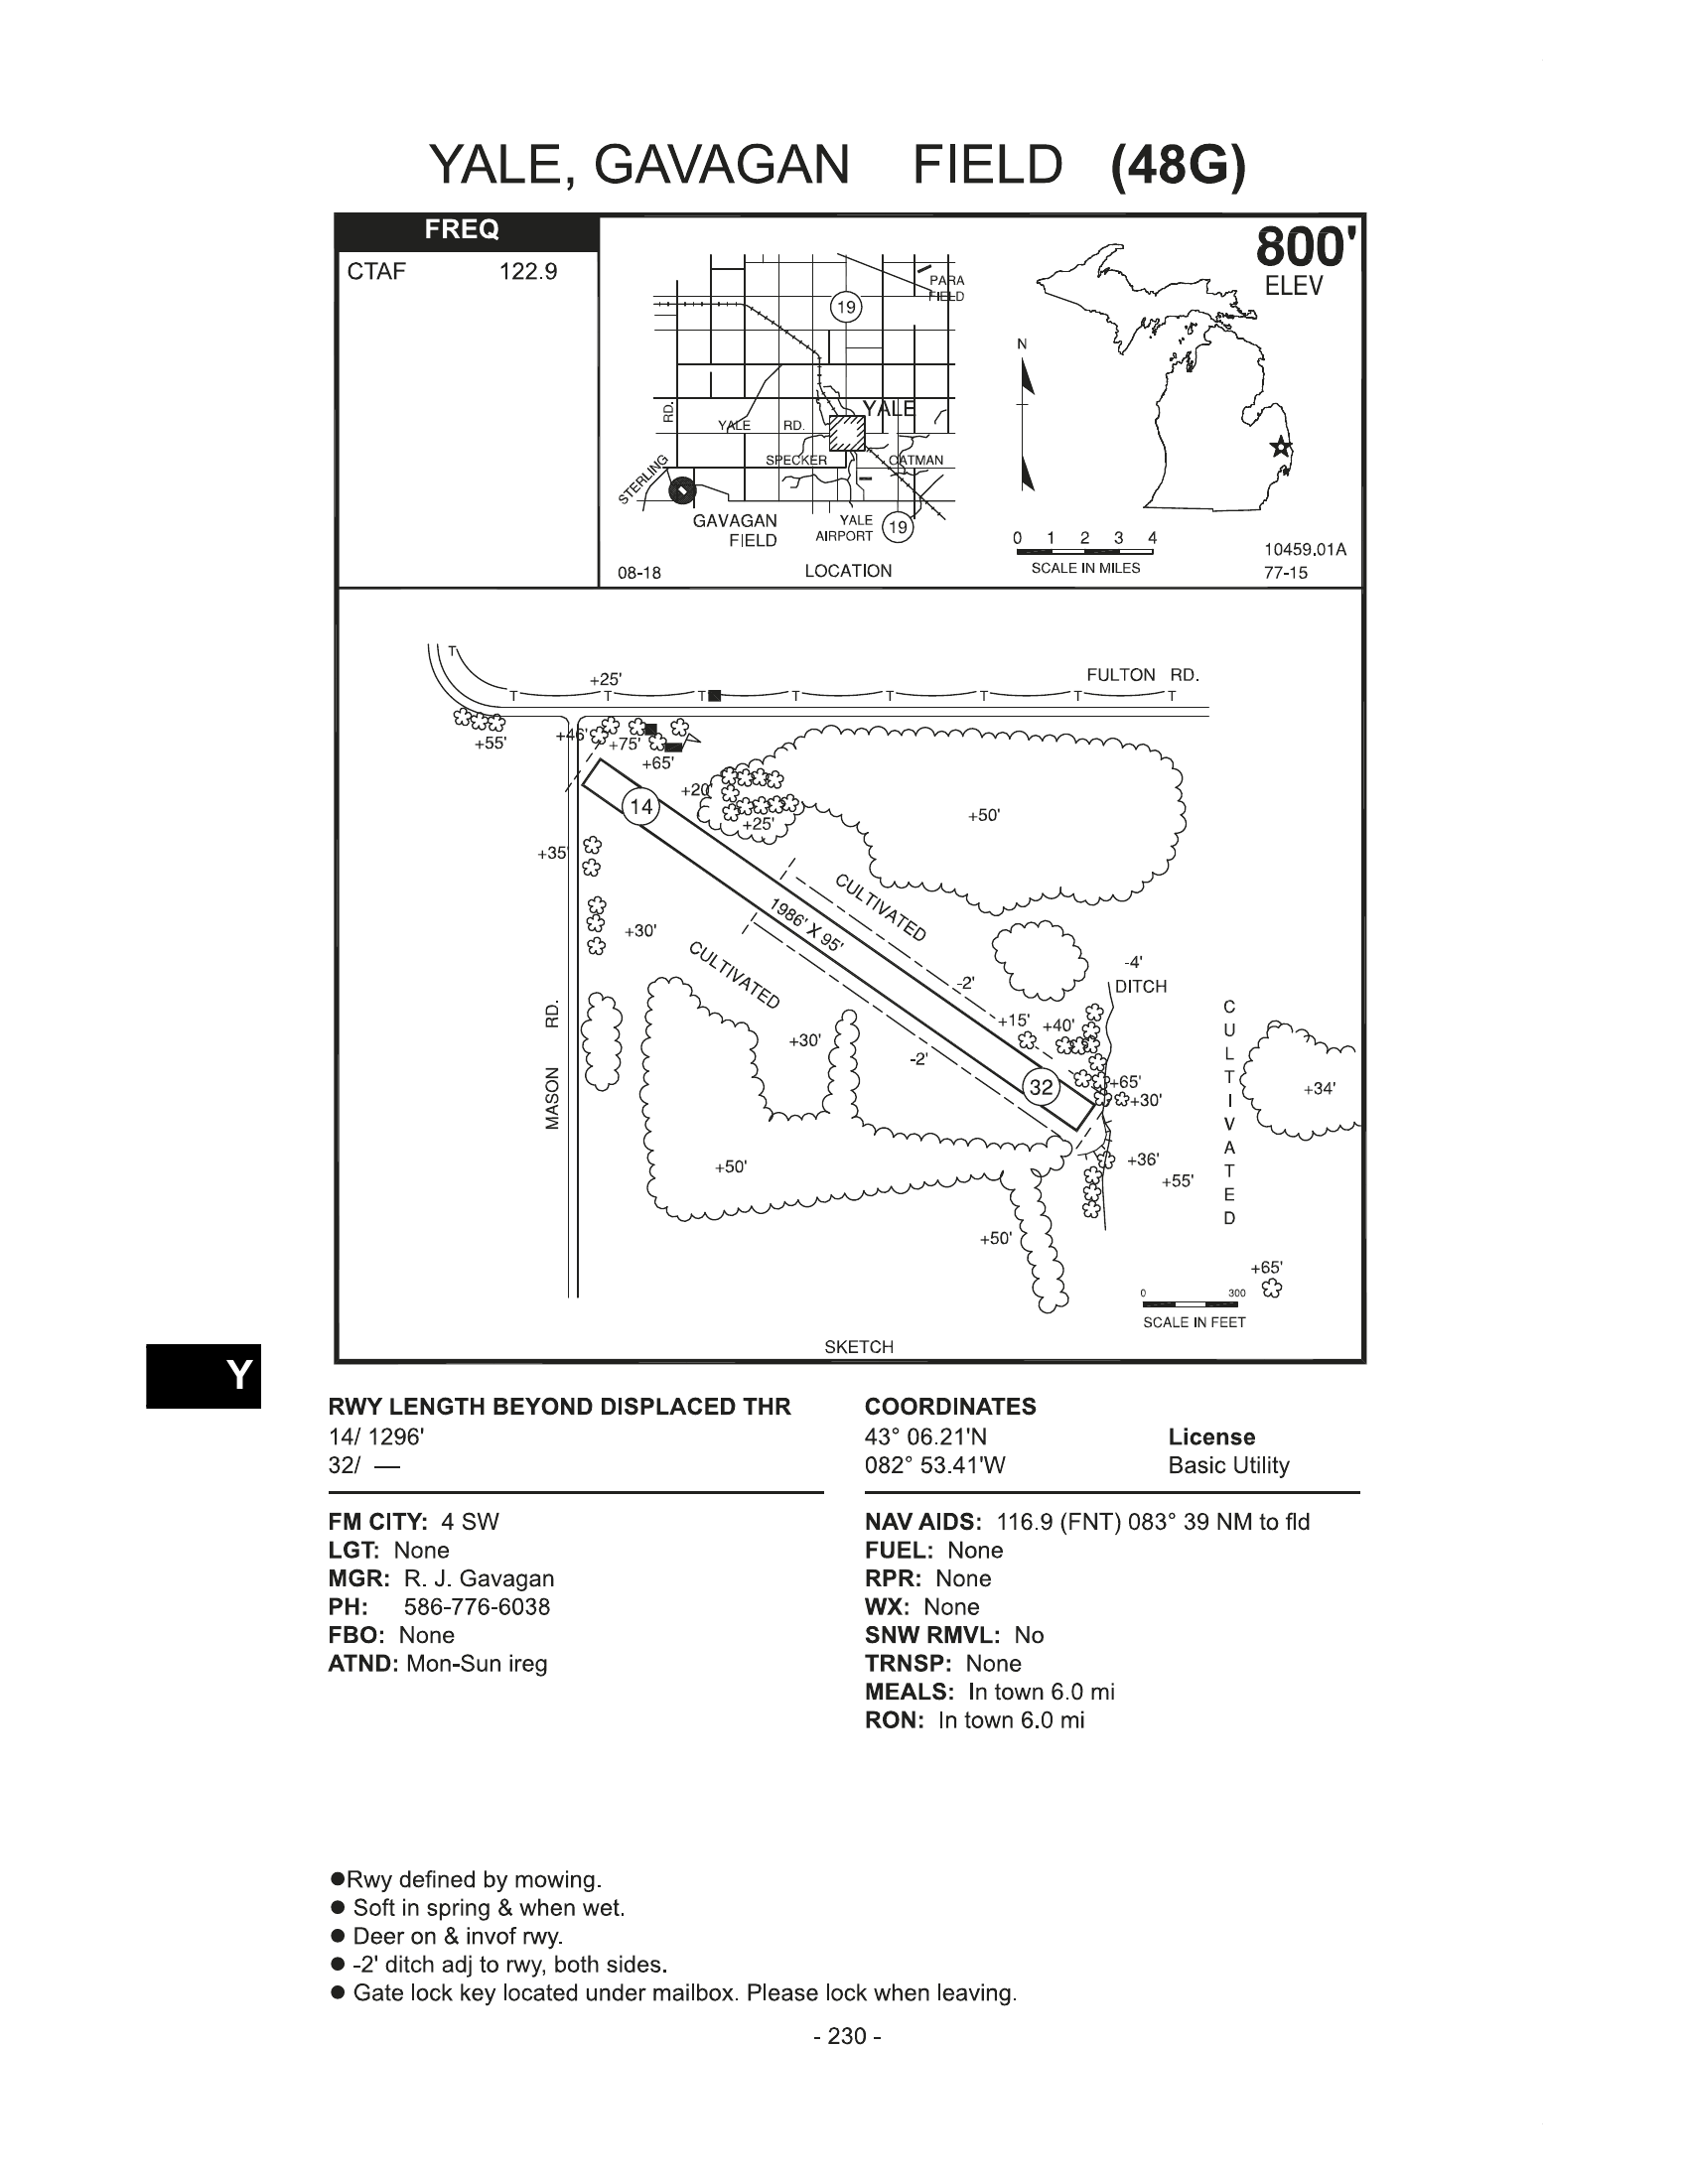 YALE, GAVAGAN FIELD (48G)
FREQ
CTAF 122.9
800'
ELEV
PARA
FIELD
19
N
RD.
YALE
YALE RD.
SPECKER
OATMAN
STERLING
GAVAGAN
FIELD
YALE
AIRPORT
19
0 1 2 3 4
SCALE IN MILES
10459.01A
77-15
08-18
LOCATION
T
+25'
FULTON RD.
T T T T T T T T
+55'
+46'
+75'
+65'
+20'
14
+25'
+50'
+35'
CULTIVATED
1986' X 95'
+30'
CULTIVATED
-4'
DITCH
-2'
MASON RD.
+15'
+40'
+30'
-2'
CULTIVATED
32
+65'
+30'
+34'
+36'
+50'
+55'
+50'
+65'
0 300
SCALE IN FEET
SKETCH
Y
RWY LENGTH BEYOND DISPLACED THR
14/ 1296'
32/ —
COORDINATES
43° 06.21'N
082° 53.41'W
License
Basic Utility
FM CITY: 4 SW
LGT: None
MGR: R. J. Gavagan
PH: 586-776-6038
FBO: None
ATND: Mon-Sun ireg
NAV AIDS: 116.9 (FNT) 083° 39 NM to fld
FUEL: None
RPR: None
WX: None
SNW RMVL: No
TRNSP: None
MEALS: In town 6.0 mi
RON: In town 6.0 mi
●Rwy defined by mowing.
● Soft in spring & when wet.
● Deer on & invof rwy.
● -2' ditch adj to rwy, both sides.
● Gate lock key located under mailbox. Please lock when leaving.
- 230 -